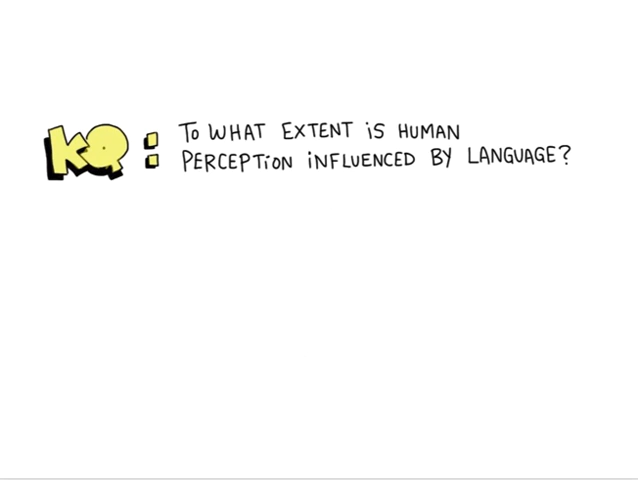 KQ: TO WHAT EXTENT IS HUMAN
PERCEPTION INFLUENCED BY LANGUAGE?